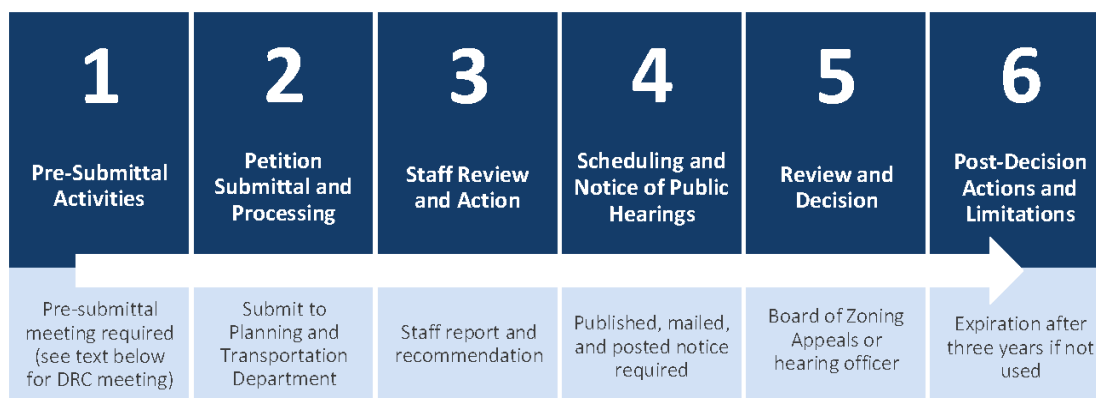 1
Pre-Submittal
Activities
Pre-submittal
meeting required
(see text below
for DRC meeting)
2
Petition
Submittal and
Processing
Submit to
Planning and
Transportation
Department
3
Staff Review
and Action
Staff report and
recommendation
4
Scheduling and
Notice of Public
Hearings
Published, mailed,
and posted notice
required
5
Review and
Decision
Board of Zoning
Appeals or
hearing officer
6
Post-Decision
Actions and
Limitations
Expiration after
three years if not
used